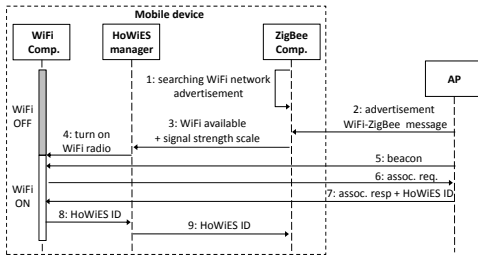 Mobile device
WiFi
Comp.
HoWiES
manager
ZigBee
Comp.
AP
1: searching WiFi network
advertisement
2: advertisement
WiFi-ZigBee message
WiFi
OFF
3: WiFi available
+ signal strength scale
4: turn on
WiFi radio
5: beacon
6: assoc. req.
WiFi
ON
7: assoc. resp + HoWiES ID
8: HoWiES ID
9: HoWiES ID